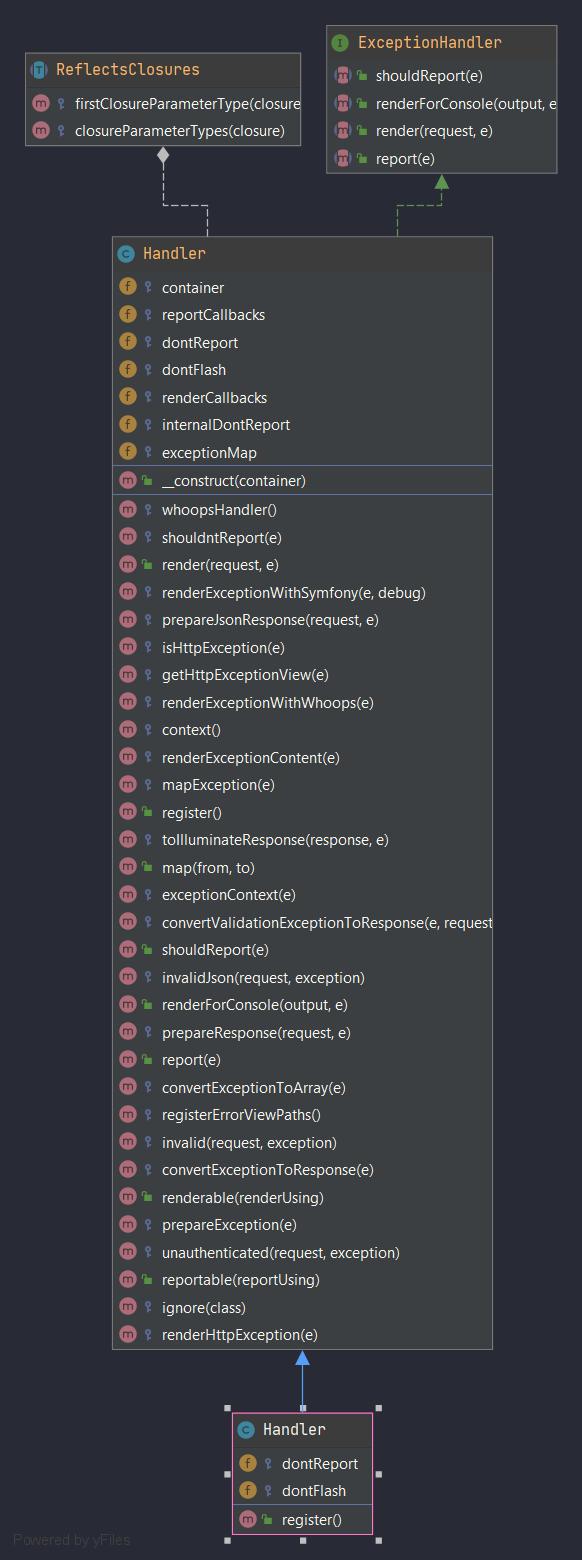 ReflectsClosures
firstClosureParameterType(closure
closureParameterTypes(closure)
ExceptionHandler
shouldReport(e)
renderForConsole(output, e
render(request, e)
report(e)
Handler
container
reportCallbacks
dontReport
dontFlash
renderCallbacks
internalDontReport
exceptionMap
__construct(container)
whoopsHandler()
shouldntReport(e)
render(request, e)
renderExceptionWithSymfony(e, debug)
prepareJsonResponse(request, e)
isHttpException(e)
getHttpExceptionView(e)
renderExceptionWithWhoops(e)
context()
renderExceptionContent(e)
mapException(e)
register()
toIlluminateResponse(response, e)
map(from, to)
exceptionContext(e)
convertValidationExceptionToResponse(e, request
shouldReport(e)
invalidJson(request, exception)
renderForConsole(output, e)
prepareResponse(request, e)
report(e)
convertExceptionToArray(e)
registerErrorViewPaths()
invalid(request, exception)
convertExceptionToResponse(e)
renderable(renderUsing)
prepareException(e)
unauthenticated(request, exception)
reportable(reportUsing)
ignore(class)
renderHttpException(e)
Handler
dontReport
dontFlash
register()
Powered by yFiles